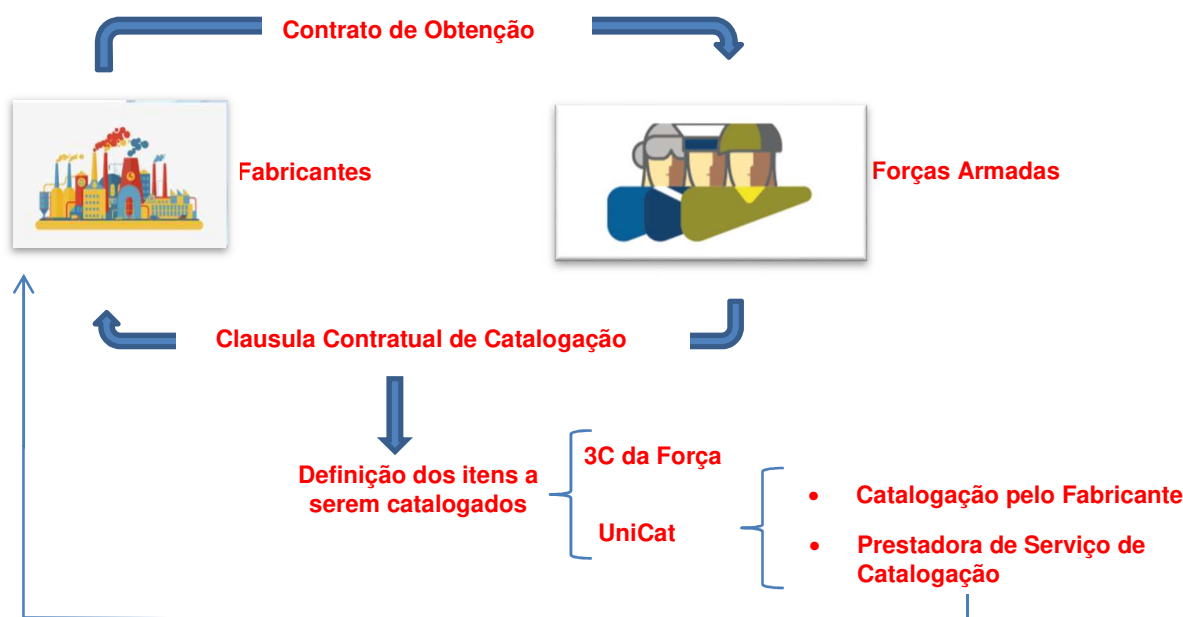 Contrato de Obtenção
Fabricantes
Forças Armadas
Clausula Contratual de Catalogação
Definição dos itens a
serem catalogados
3C da Força
UniCat
• Catalogação pelo Fabricante
• Prestadora de Serviço de
Catalogação